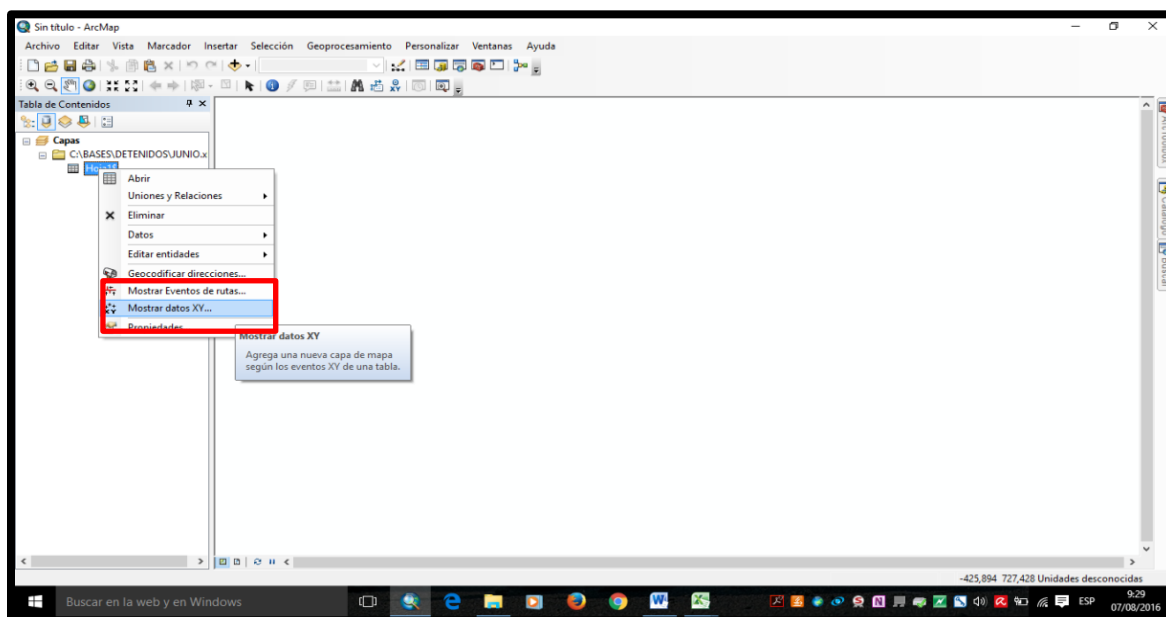 Sin título - ArcMap
Archivo Editar Vista Marcador Insertar Selección Geoprocesamiento Personalizar Ventanas Ayuda
Tabla de Contenidos
Capas
C:\BASES\DETENIDOS\JUNIO.x
Abrir
Uniones y Relaciones
Eliminar
Datos
Editar entidades
Geocodificar direcciones...
Mostrar Eventos de rutas...
Mostrar datos XY...
Propiedades
Mostrar datos XY
Agrega una nueva capa de mapa
según los eventos XY de una tabla.
Catálogo
Buscar
-425,894 727,428 Unidades desconocidas
Buscar en la web y en Windows
ESP
9:29
07/08/2016